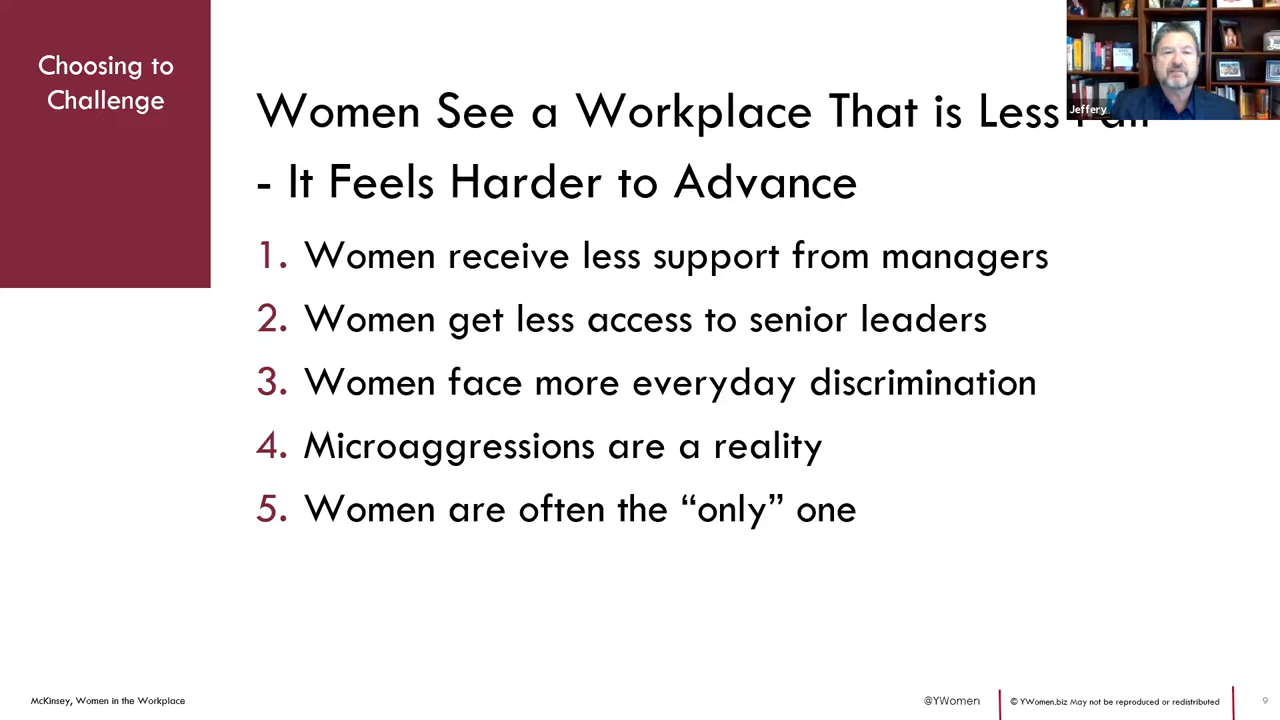 Choosing to
Challenge
Women See a Workplace That is Less
- It Feels Harder to Advance
1. Women receive less support from managers
2. Women get less access to senior leaders
3. Women face more everyday discrimination
4. Microaggressions are a reality
5. Women are often the “only” one
Jeffery
McKinsey, Women in the Workplace
@YWomen
© YWomen.biz May not be reproduced or redistributed
9